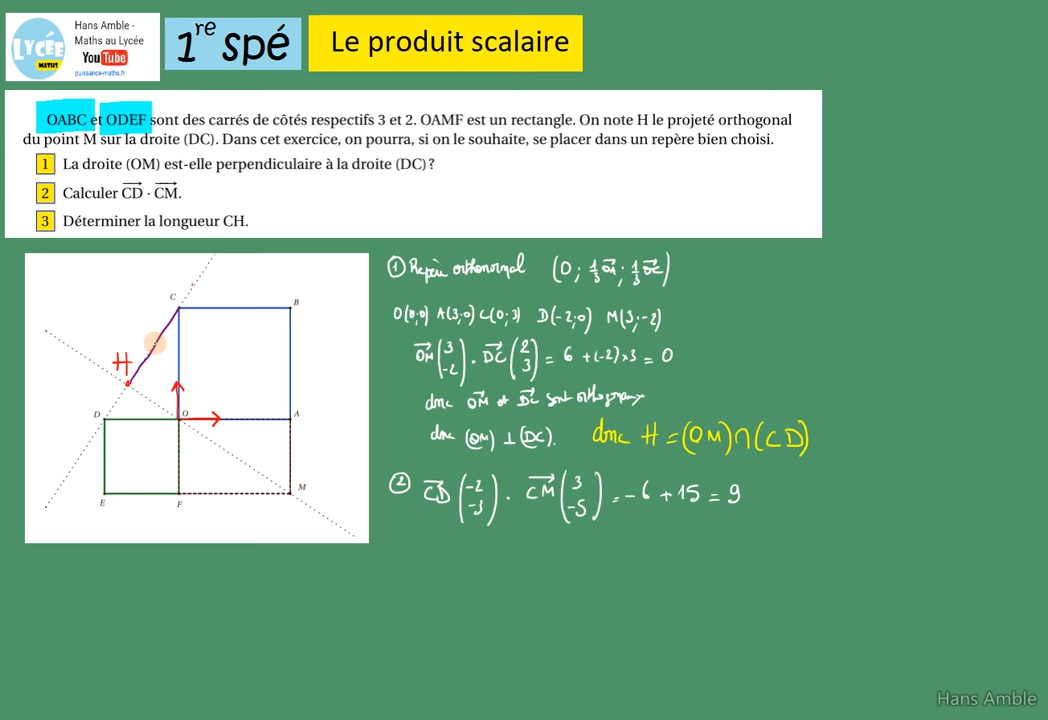 Hans Amble -
Maths au Lycée
YouTube
puissance-maths.fr
LYCÉE
MATHS
1re spé
Le produit scalaire
OABC et ODEF sont des carrés de côtés respectifs 3 et 2. OAMF est un rectangle. On note H le projeté orthogonal
du point M sur la droite (DC). Dans cet exercice, on pourra, si on le souhaite, se placer dans un repère bien choisi.
1 La droite (OM) est-elle perpendiculaire à la droite (DC) ?
2 Calculer CD · CM.
3 Déterminer la longueur CH.
C
B
H
D
O
A
E
F
M
① Repère orthonormal (O ; 1/3 OA ; 1/3 OC)
O(0;0) A(3;0) C(0;3) D(-2;0) M(3;-2)
OM (3 -2) . DC (2 3) = 6 + (-2)×3 = 0
donc OM et DC sont orthogonaux
donc (OM) ⊥ (DC). donc H = (OM) ∩ (CD)
② CD (-2 -3) . CM (3 -5) = -6 + 15 = 9
Hans Amble